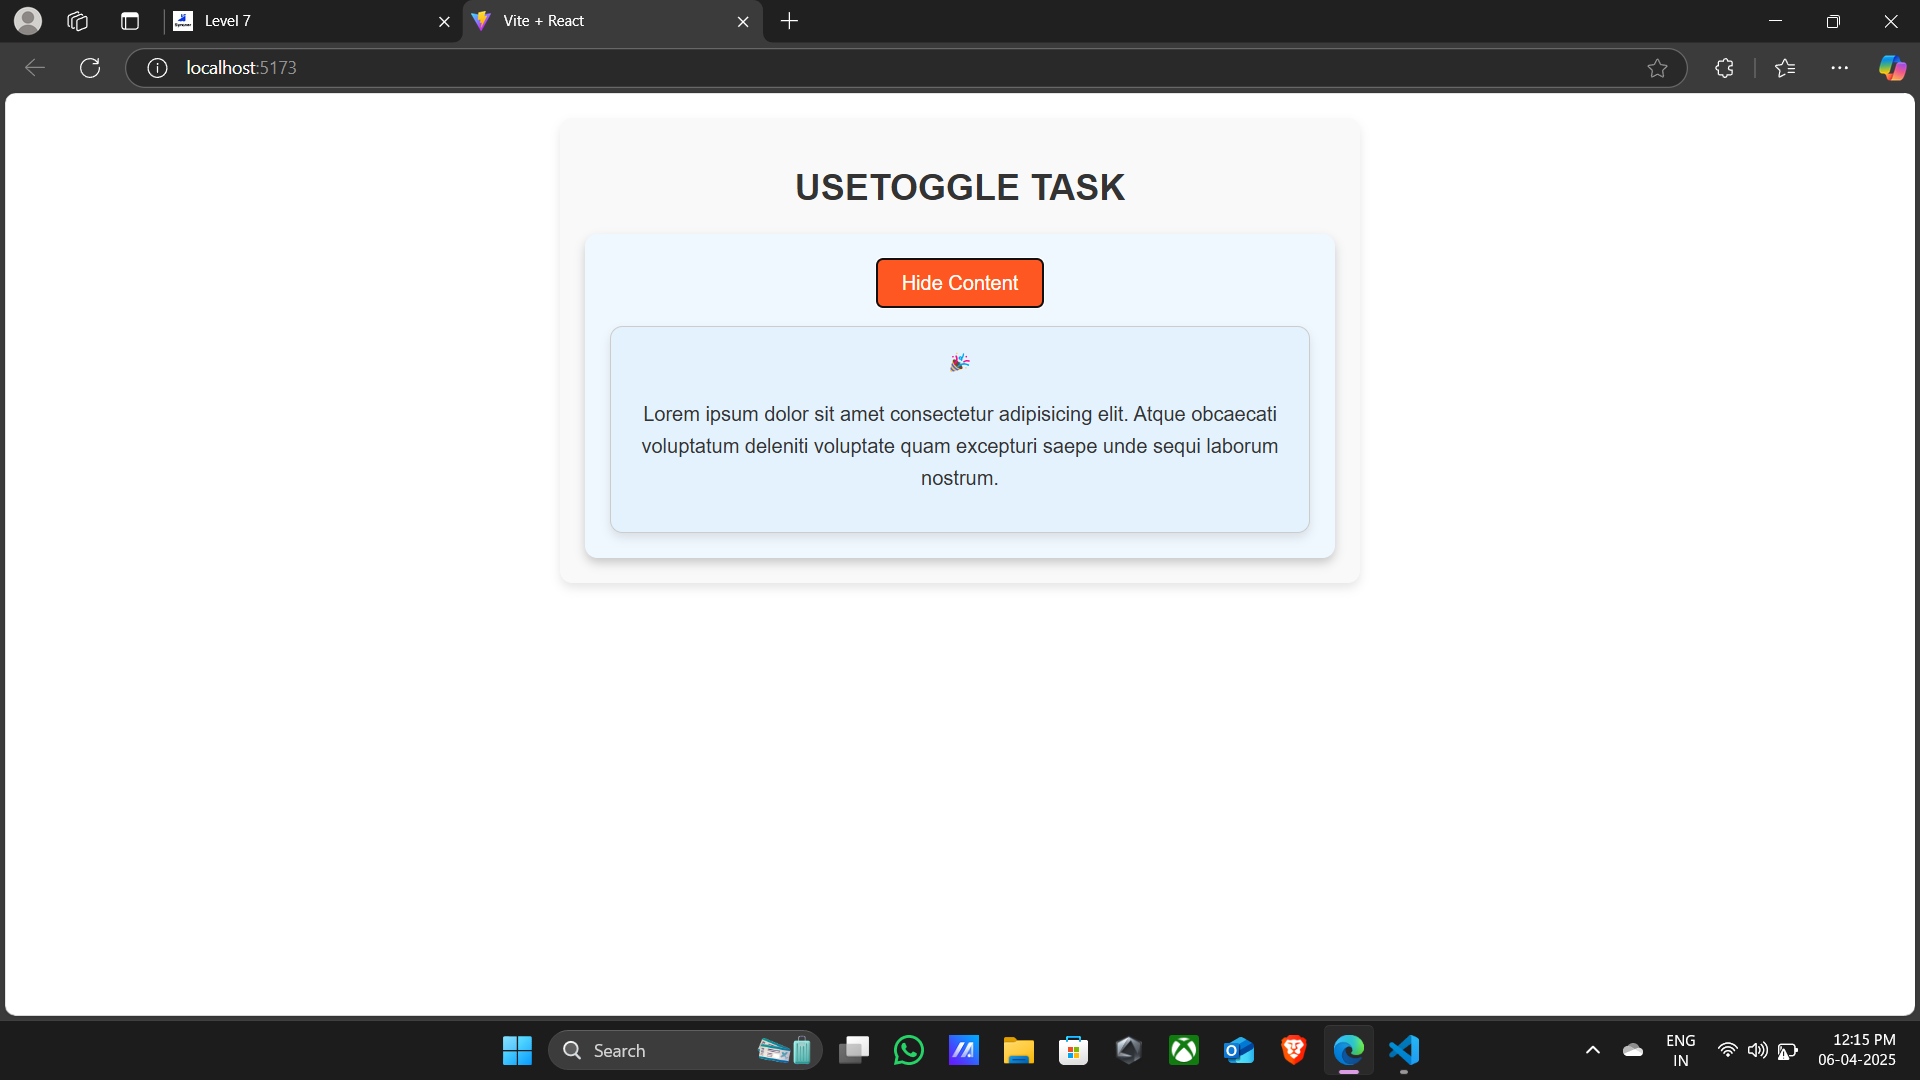 Level 7
Vite + React
localhost:5173
USETOGGLE TASK
Hide Content
Lorem ipsum dolor sit amet consectetur adipisicing elit. Atque obcaecati
voluptatum deleniti voluptate quam excepturi saepe unde sequi laborum
nostrum.
Search
ENG
IN
12:15 PM
06-04-2025